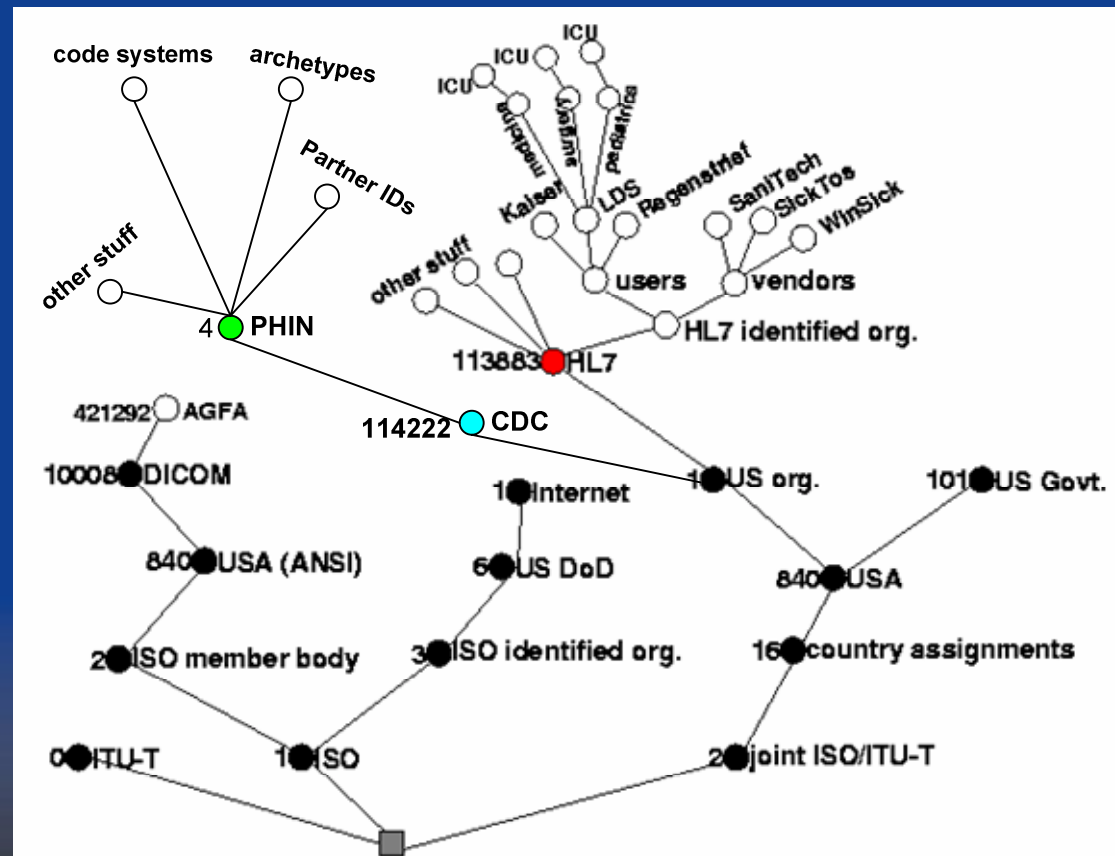 code systems
archetypes
Partner IDs
other stuff
4 PHIN
ICU
ICU
ICU
medicine
surgery
pediatrics
Kaiser
LDS
Regenstrief
SaniTech
SickTos
WinSick
other stuff
users
vendors
HL7 identified org.
113883 HL7
114222 CDC
421292 AGFA
10008 DICOM
1 Internet
1 US org.
101 US Govt.
840 USA (ANSI)
6 US DoD
840 USA
2 ISO member body
3 ISO identified org.
16 country assignments
0 ITU-T
1 ISO
2 joint ISO/ITU-T